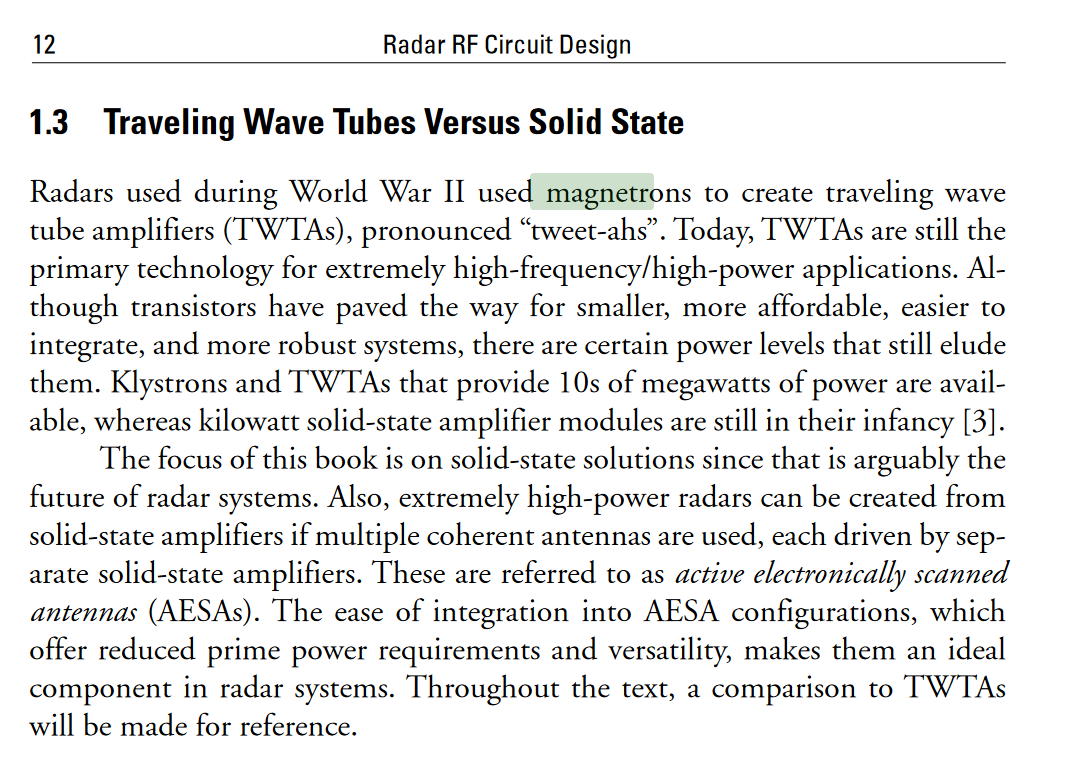 12
Radar RF Circuit Design
1.3 Traveling Wave Tubes Versus Solid State
Radars used during World War II used magnetrons to create traveling wave
tube amplifiers (TWTAs), pronounced “tweet-ahs”. Today, TWTAs are still the
primary technology for extremely high-frequency/high-power applications. Al-
though transistors have paved the way for smaller, more affordable, easier to
integrate, and more robust systems, there are certain power levels that still elude
them. Klystrons and TWTAs that provide 10s of megawatts of power are avail-
able, whereas kilowatt solid-state amplifier modules are still in their infancy [3].
The focus of this book is on solid-state solutions since that is arguably the
future of radar systems. Also, extremely high-power radars can be created from
solid-state amplifiers if multiple coherent antennas are used, each driven by sep-
arate solid-state amplifiers. These are referred to as active electronically scanned
antennas (AESAs). The ease of integration into AESA configurations, which
offer reduced prime power requirements and versatility, makes them an ideal
component in radar systems. Throughout the text, a comparison to TWTAs
will be made for reference.